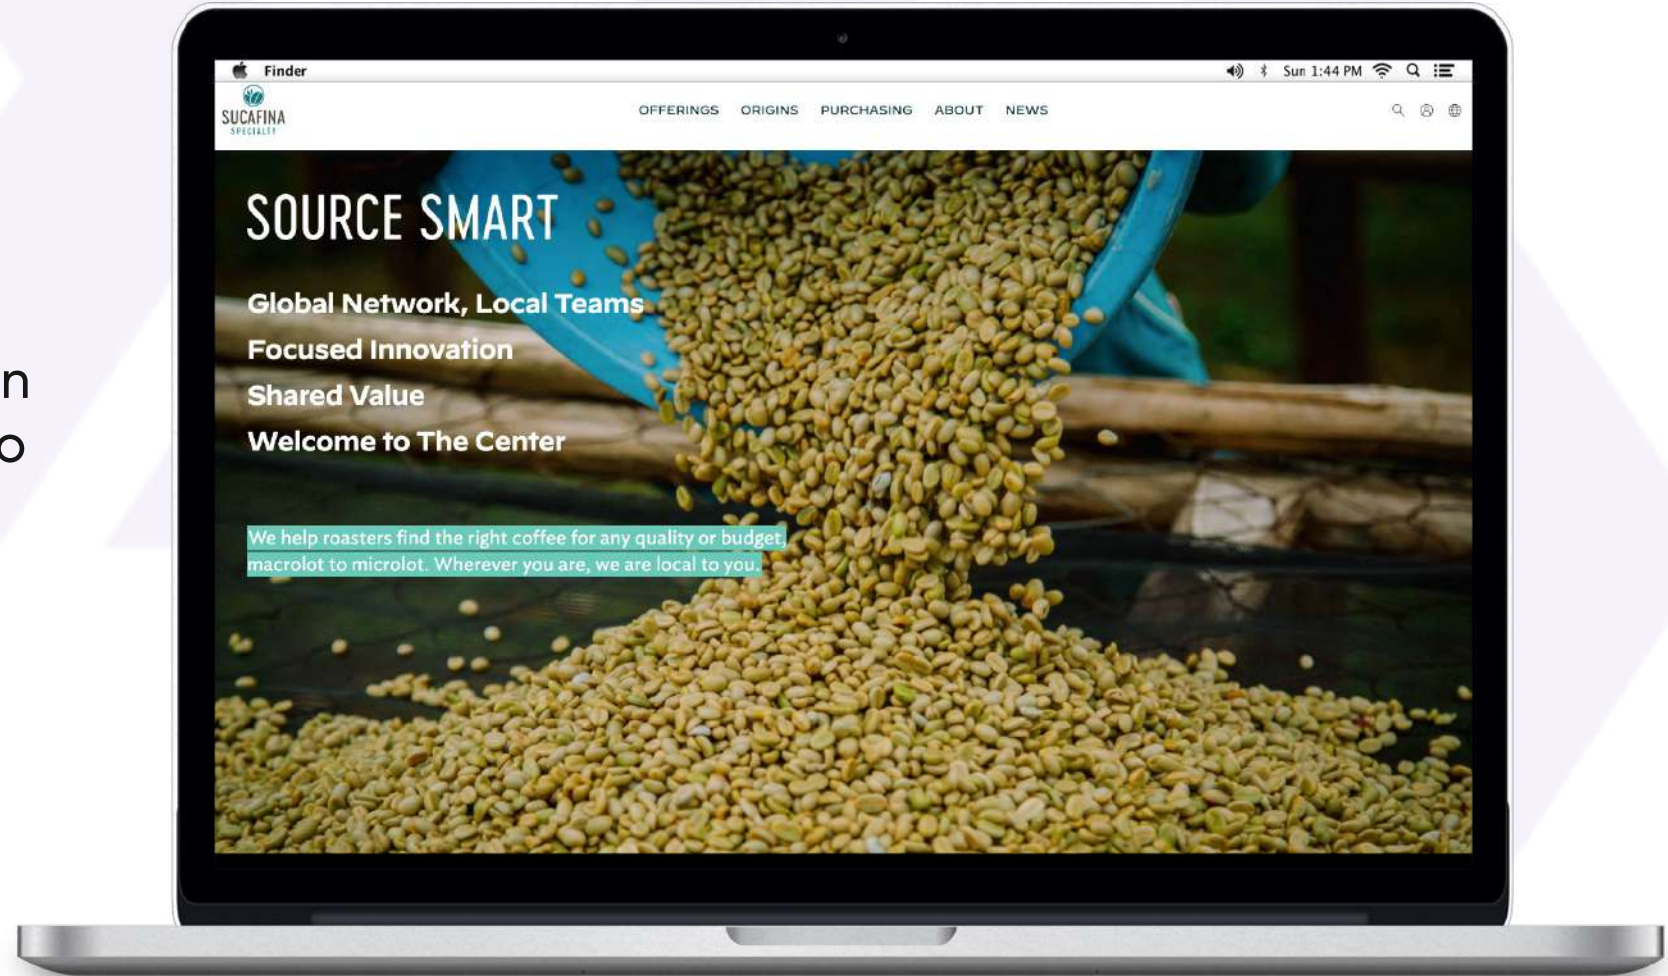 Finder
Sun 1:44 PM
SUCAFINA
SPECIALTY
OFFERINGS ORIGINS PURCHASING ABOUT NEWS
SOURCE SMART
Global Network, Local Teams
Focused Innovation
Shared Value
Welcome to The Center
We help roasters find the right coffee for any quality or budget,
macrolot to microlot. Wherever you are, we are local to you.
n
o